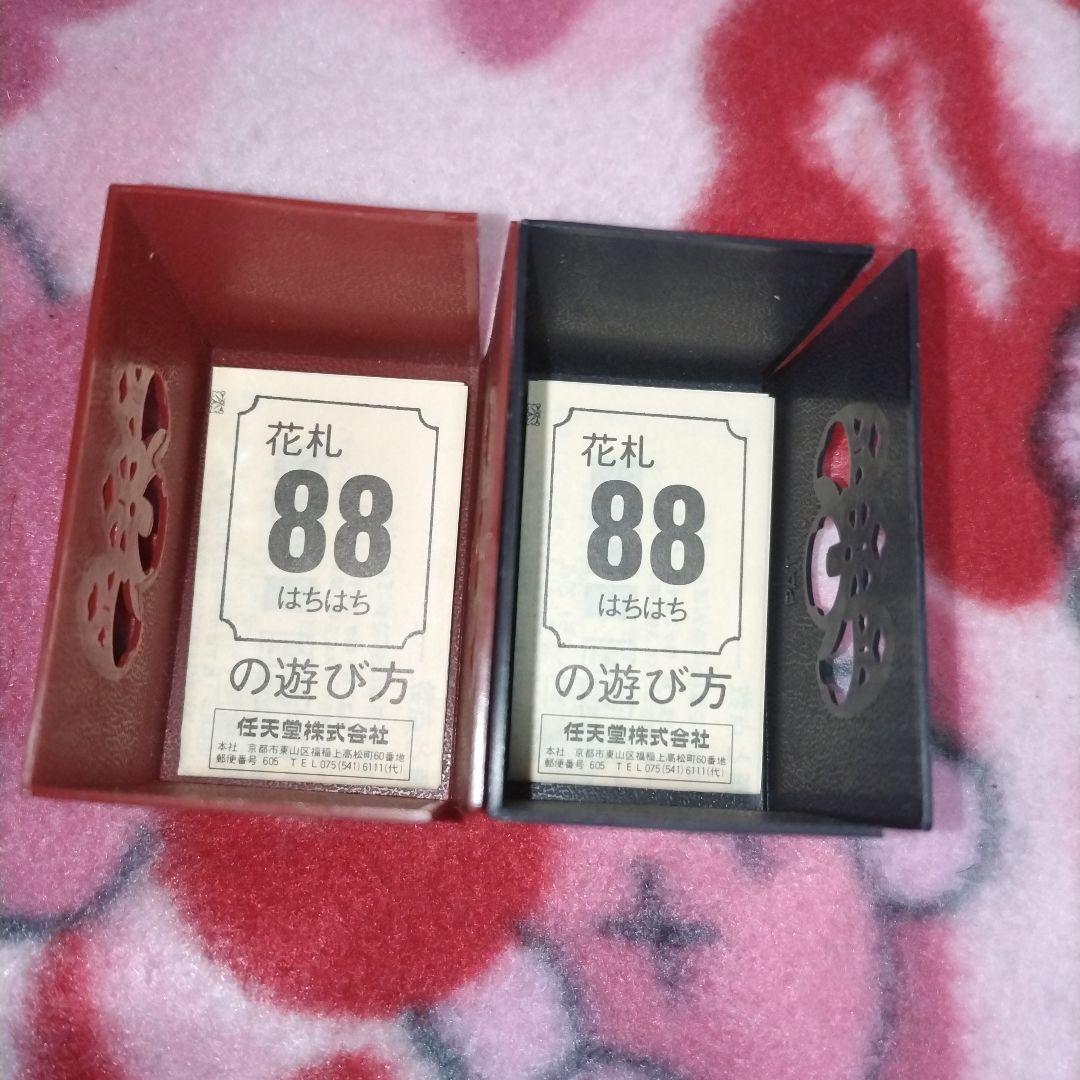 花札
88
はちはち
の遊び方
任天堂株式会社
本社 京都市東山区福稲上高松町60番地
郵便番号 605 TEL075(541)6111(代)
花札
88
はちはち
の遊び方
任天堂株式会社
本社 京都市東山区福稲上高松町60番地
郵便番号 605 TEL075(541)6111(代)